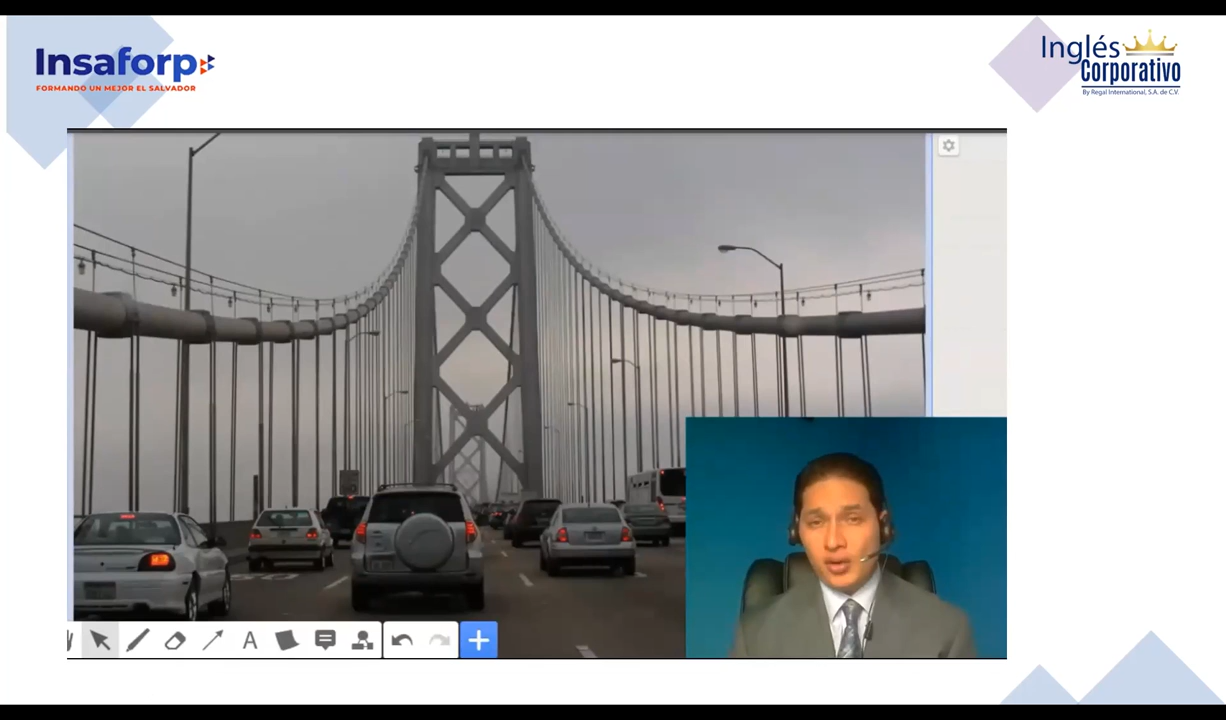 Insaforp
FORMANDO UN MEJOR EL SALVADOR
Inglés
Corporativo
By Regal International, S.A. de C.V.
A